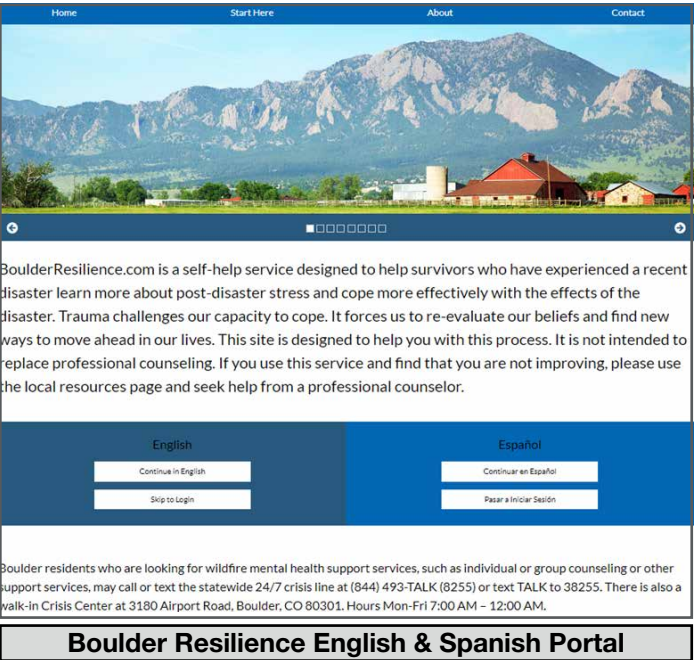 Home Start Here About Contact
BoulderResilience.com is a self-help service designed to help survivors who have experienced a recent
disaster learn more about post-disaster stress and cope more effectively with the effects of the
disaster. Trauma challenges our capacity to cope. It forces us to re-evaluate our beliefs and find new
ways to move ahead in our lives. This site is designed to help you with this process. It is not intended to
replace professional counseling. If you use this service and find that you are not improving, please use
the local resources page and seek help from a professional counselor.
English
Continue in English
Skip to Login
Español
Continuar en Español
Pasar a Iniciar Sesión
Boulder residents who are looking for wildfire mental health support services, such as individual or group counseling or other
support services, may call or text the statewide 24/7 crisis line at (844) 493-TALK (8255) or text TALK to 38255. There is also a
walk-in Crisis Center at 3180 Airport Road, Boulder, CO 80301. Hours Mon-Fri 7:00 AM – 12:00 AM.
Boulder Resilience English & Spanish Portal